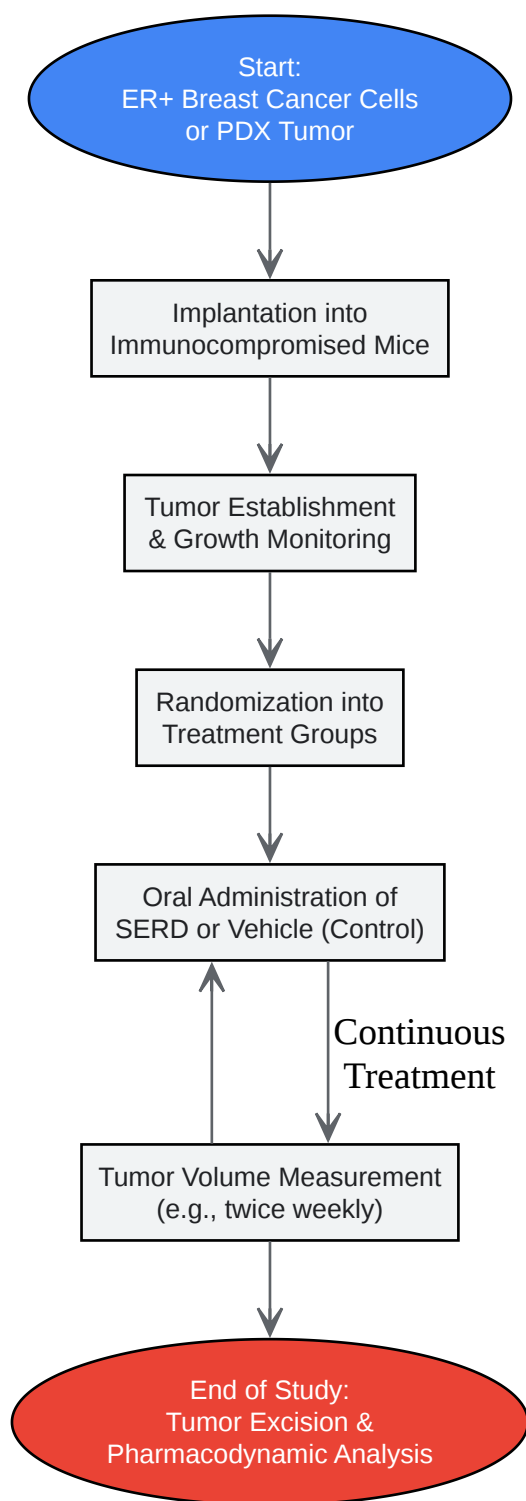 Start:
ER+ Breast Cancer Cells
or PDX Tumor
Implantation into
Immunocompromised Mice
Tumor Establishment
& Growth Monitoring
Randomization into
Treatment Groups
Oral Administration of
SERD or Vehicle (Control)
Continuous
Treatment
Tumor Volume Measurement
(e.g., twice weekly)
End of Study:
Tumor Excision &
Pharmacodynamic Analysis